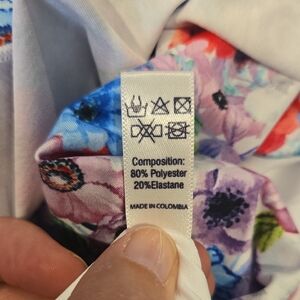 Composition:
80% Polyester
20%Elastane
MADE IN COLOMBIA